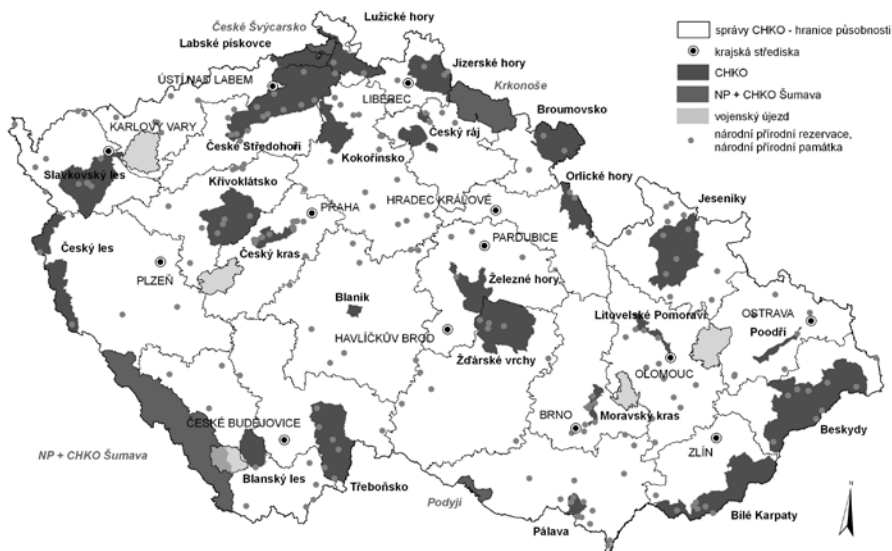 České Švýcarsko
Lužické hory
Labské pískovce
Jizerské hory
ÚSTÍ NAD LABEM
LIBEREC
Krkonoše
Broumovsko
KARLOVY VARY
České Středohoří
Český ráj
Kokořínsko
Slavkovský les
Křivoklátsko
Orlické hory
PRAHA
HRADEC KRÁLOVÉ
Jeseníky
Český les
Český kras
PARDUBICE
PLZEŇ
Železné hory
Blaník
Litovelské Pomoraví
OSTRAVA
Poodří
HAVLÍČKŮV BROD
Žďárské vrchy
OLOMOUC
BRNO
Moravský kras
ČESKÉ BUDĚJOVICE
Beskydy
ZLÍN
NP + CHKO Šumava
Blanský les
Třeboňsko
Podyjí
Pálava
Bílé Karpaty
správy CHKO - hranice působnosti
krajská střediska
CHKO
NP + CHKO Šumava
vojenský újezd
národní přírodní rezervace,
národní přírodní památka
N